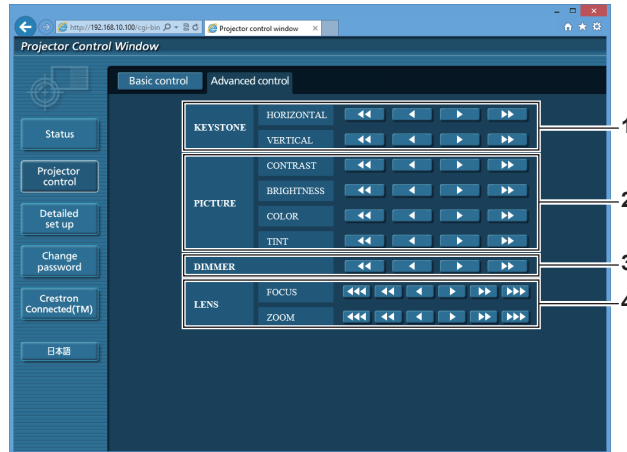 http://192.168.10.100/cgi-bin
Projector control window
Projector Control Window
Basic control
Advanced control
Status
Projector
control
Detailed
set up
Change
password
Crestron
Connected(TM)
日本語
KEYSTONE
HORIZONTAL
VERTICAL
1
PICTURE
CONTRAST
BRIGHTNESS
COLOR
TINT
2
DIMMER
3
LENS
FOCUS
ZOOM
4